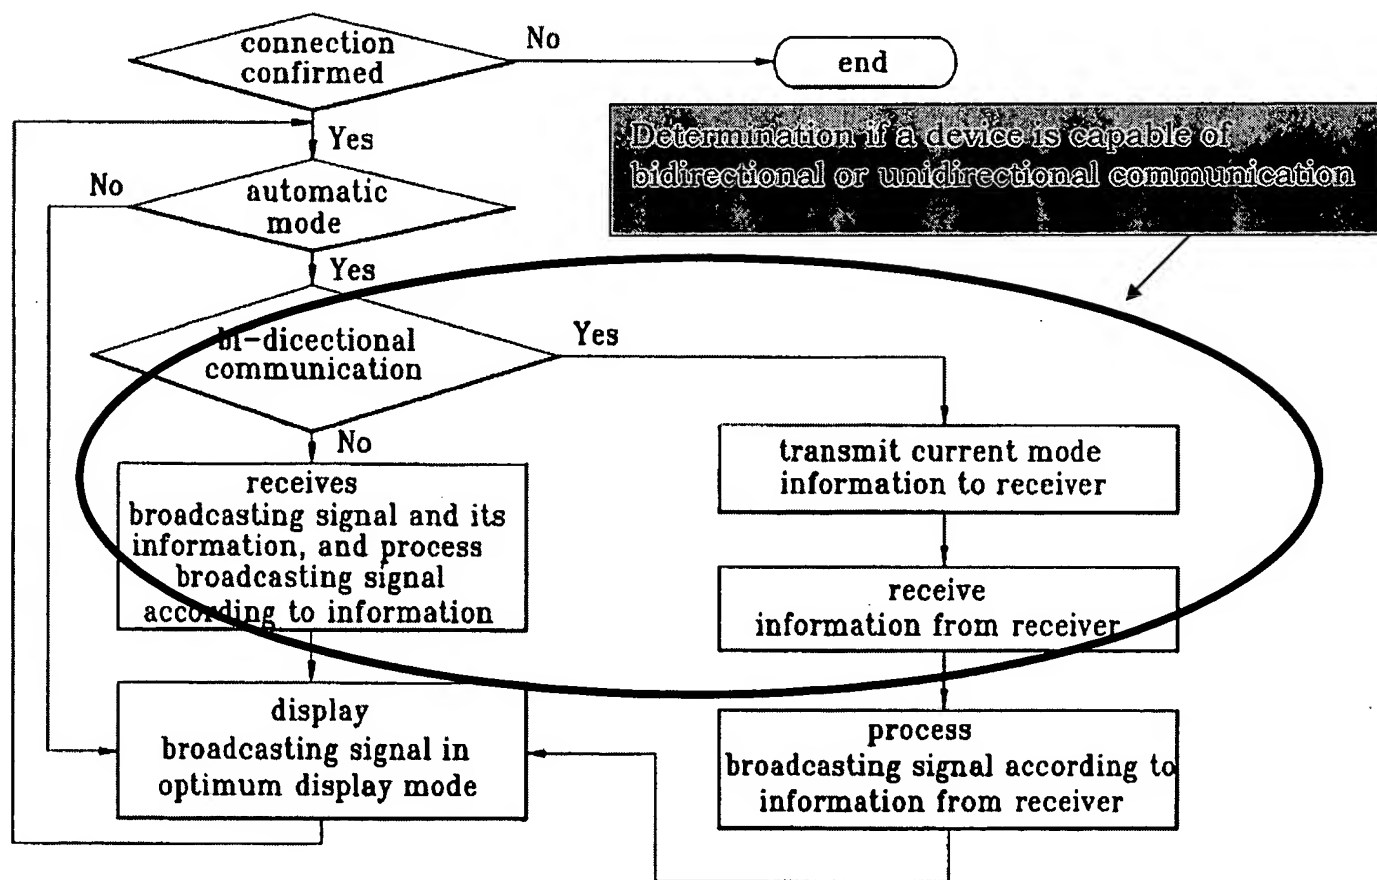 connection
confirmed
No
end
Yes
Determination if a device is capable of
bidirectional or unidirectional communication
No
automatic
mode
Yes
bi-dicectional
communication
Yes
No
transmit current mode
information to receiver
receives
broadcasting signal and its
information, and process
broadcasting signal
according to information
receive
information from receiver
display
broadcasting signal in
optimum display mode
process
broadcasting signal according to
information from receiver